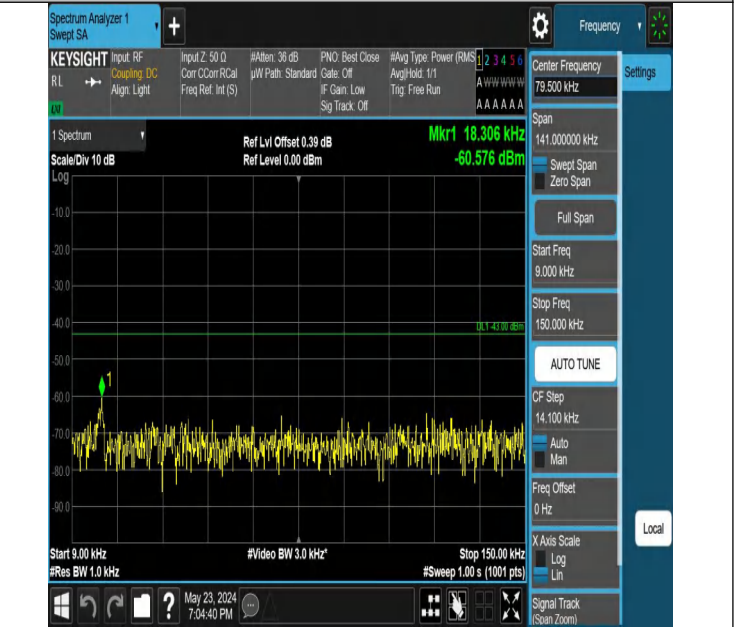 Spectrum Analyzer 1
Swept SA
+
Frequency
KEYSIGHT
RL
Input: RF
Coupling: DC
Align: Light
Input Z: 50 Ω
Corr CCorr RCal
Freq Ref: Int (S)
#Atten: 36 dB
µW Path: Standard
PNO: Best Close
Gate: Off
IF Gain: Low
Sig Track: Off
#Avg Type: Power (RMS
Avg|Hold: 1/1
Trig: Free Run
1 2 3 4 5 6
A W W W W W
A A A A A A
1 Spectrum
Scale/Div 10 dB
Log
Ref Lvl Offset 0.39 dB
Ref Level 0.00 dBm
Mkr1 18.306 kHz
-60.576 dBm
-10.0
-20.0
-30.0
-40.0
-50.0
-60.0
-70.0
-80.0
-90.0
DL1 -43.00 dBm
1
Start 9.00 kHz
#Res BW 1.0 kHz
#Video BW 3.0 kHz*
Stop 150.00 kHz
#Sweep 1.00 s (1001 pts)
May 23, 2024
7:04:40 PM
?
Center Frequency
79.500 kHz
Settings
Span
141.000000 kHz
Swept Span
Zero Span
Full Span
Start Freq
9.000 kHz
Stop Freq
150.000 kHz
AUTO TUNE
CF Step
14.100 kHz
Auto
Man
Freq Offset
0 Hz
X Axis Scale
Log
Lin
Local
Signal Track
(Span Zoom)